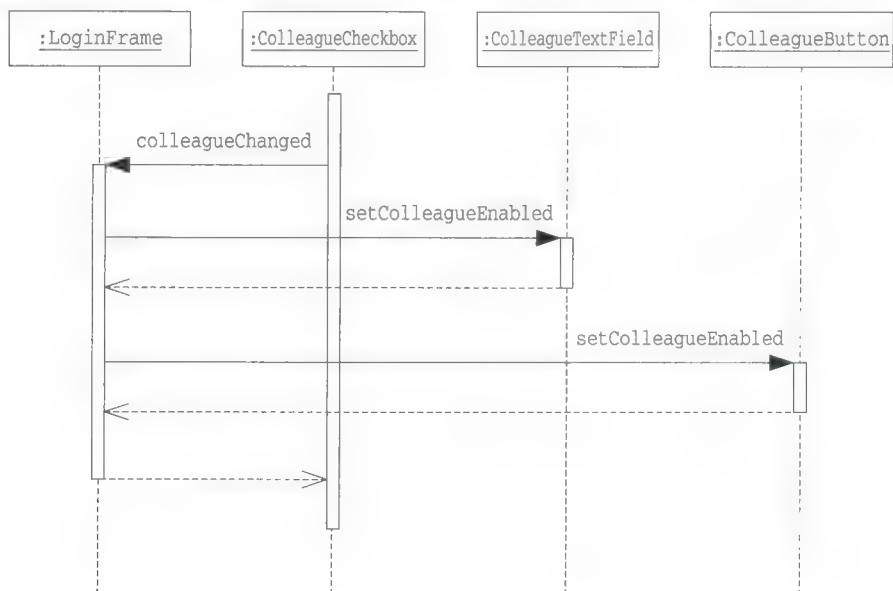 :LoginFrame
:ColleagueCheckbox
:ColleagueTextField
:ColleagueButton
colleagueChanged
setColleagueEnabled
setColleagueEnabled